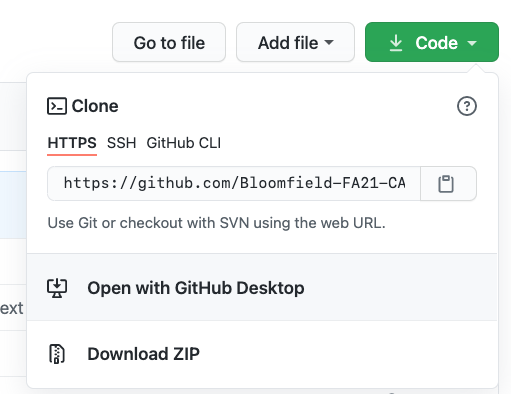 Go to file Add file Code
Clone
HTTPS SSH GitHub CLI
https://github.com/Bloomfield-FA21-CA
Use Git or checkout with SVN using the web URL.
ext
Open with GitHub Desktop
Download ZIP